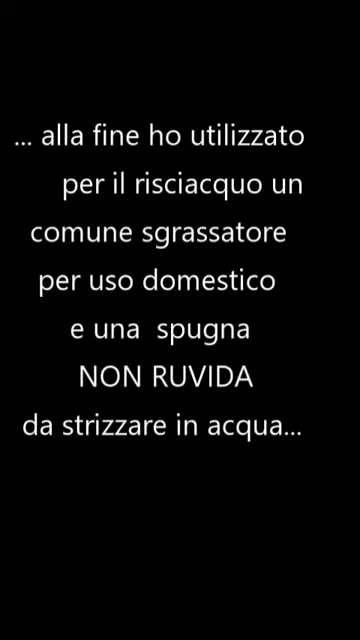 ... alla fine ho utilizzato
per il risciacquo un
comune sgrassatore
per uso domestico
e una spugna
NON RUVIDA
da strizzare in acqua...